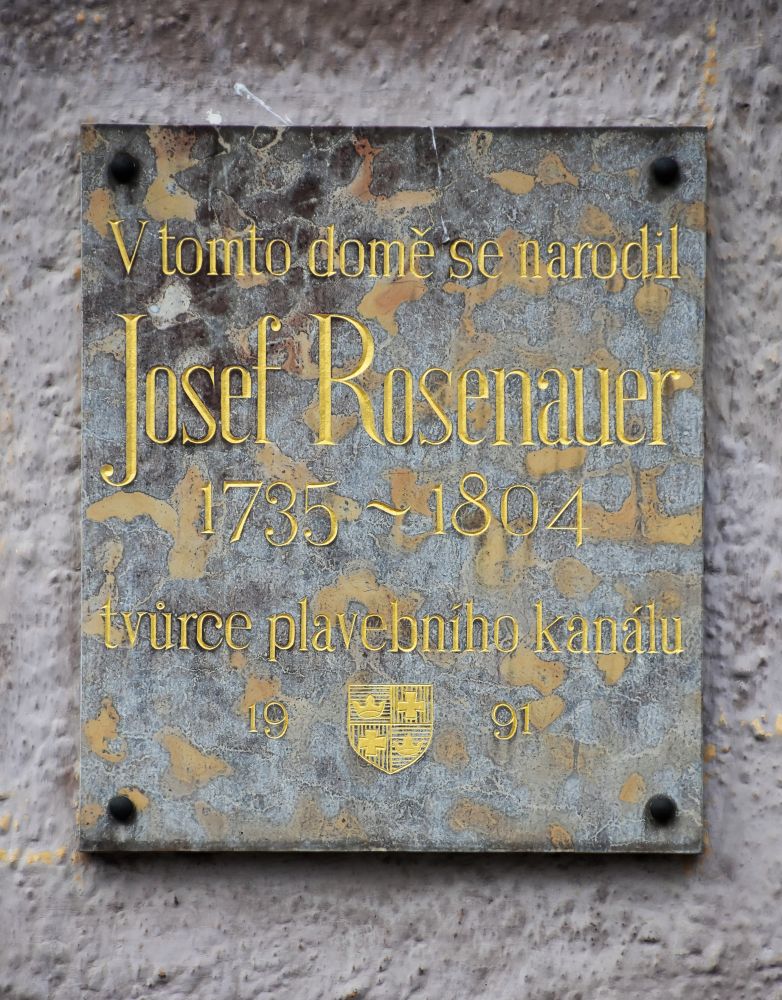 V tomto domě se narodil
Josef Rosenauer
1735 ~ 1804
tvůrce plavebního kanálu
19 91